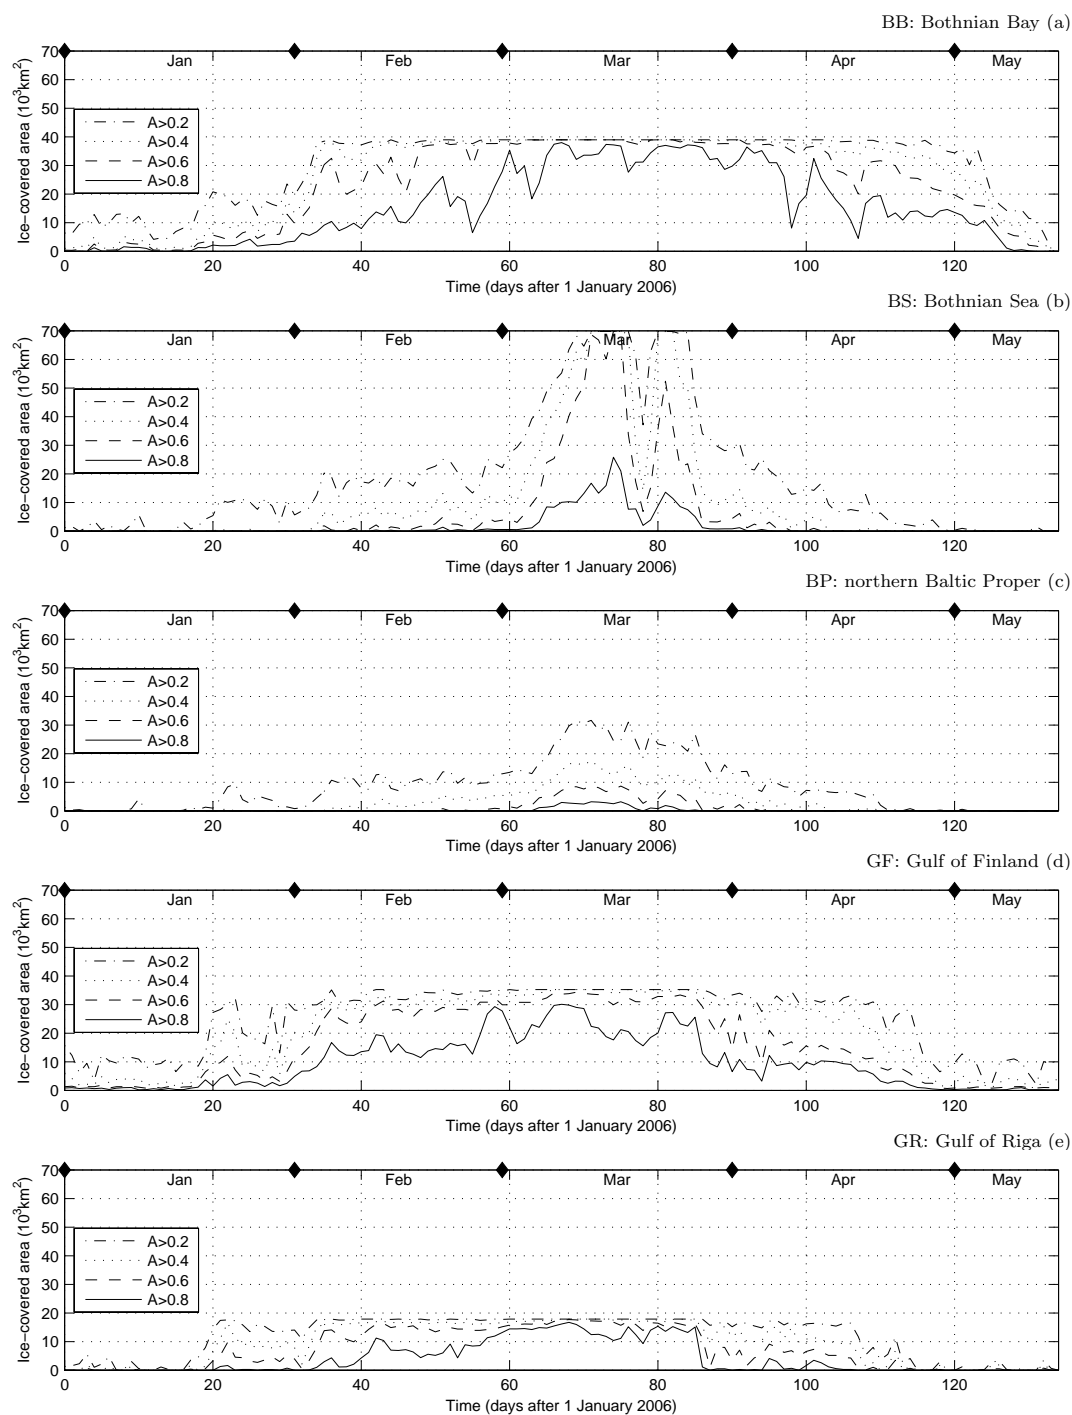 BB: Bothnian Bay (a)
Ice−covered area (10³km²)
70
60
50
40
30
20
10
0
Jan
Feb
Mar
Apr
May
A>0.2
A>0.4
A>0.6
A>0.8
0
20
40
60
80
100
120
Time (days after 1 January 2006)
BS: Bothnian Sea (b)
Ice−covered area (10³km²)
70
60
50
40
30
20
10
0
Jan
Feb
Mar
Apr
May
A>0.2
A>0.4
A>0.6
A>0.8
0
20
40
60
80
100
120
Time (days after 1 January 2006)
BP: northern Baltic Proper (c)
Ice−covered area (10³km²)
70
60
50
40
30
20
10
0
Jan
Feb
Mar
Apr
May
A>0.2
A>0.4
A>0.6
A>0.8
0
20
40
60
80
100
120
Time (days after 1 January 2006)
GF: Gulf of Finland (d)
Ice−covered area (10³km²)
70
60
50
40
30
20
10
0
Jan
Feb
Mar
Apr
May
A>0.2
A>0.4
A>0.6
A>0.8
0
20
40
60
80
100
120
Time (days after 1 January 2006)
GR: Gulf of Riga (e)
Ice−covered area (10³km²)
70
60
50
40
30
20
10
0
Jan
Feb
Mar
Apr
May
A>0.2
A>0.4
A>0.6
A>0.8
0
20
40
60
80
100
120
Time (days after 1 January 2006)